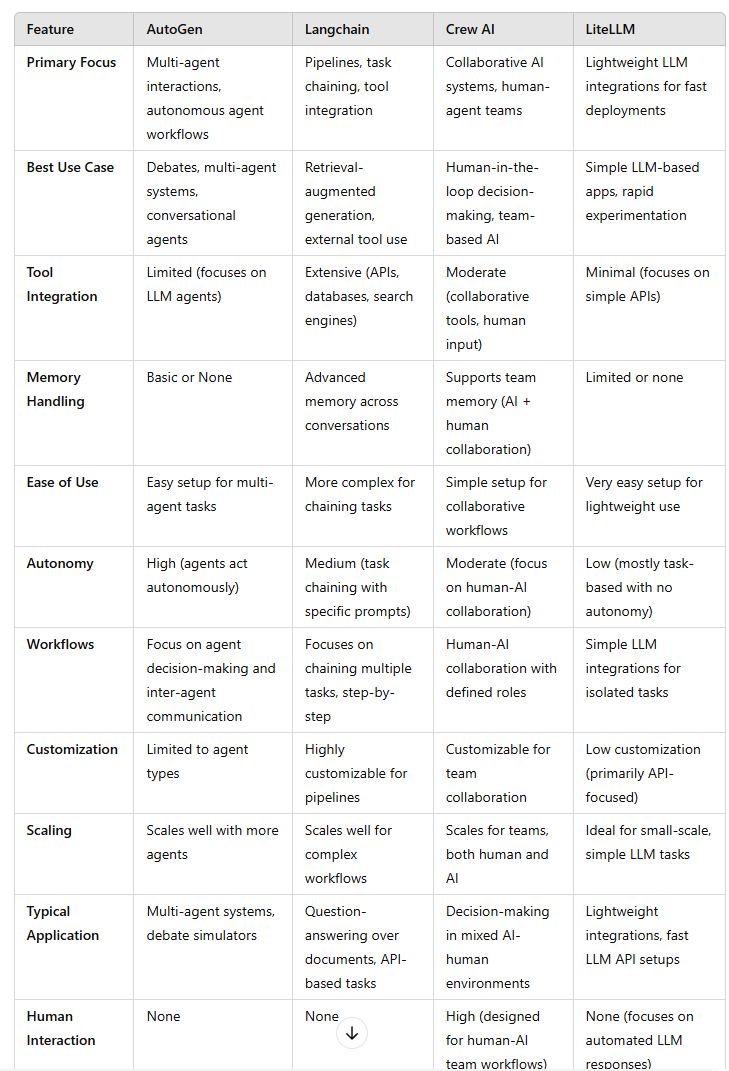 Feature AutoGen Langchain Crew AI LiteLLM
Primary Focus Multi-agent Pipelines, task Collaborative AI Lightweight LLM
interactions, chaining, tool systems, human- integrations for fast
autonomous agent integration agent teams deployments
workflows
Best Use Case Debates, multi-agent Retrieval- Human-in-the- Simple LLM-based
systems, augmented loop decision- apps, rapid
conversational generation, making, team- experimentation
agents external tool use based AI
Tool Limited (focuses on Extensive (APIs, Moderate Minimal (focuses on
Integration LLM agents) databases, search (collaborative simple APIs)
engines) tools, human
input)
Memory Basic or None Advanced Supports team Limited or none
Handling memory across memory (AI +
conversations human
collaboration)
Ease of Use Easy setup for multi- More complex for Simple setup for Very easy setup for
agent tasks chaining tasks collaborative lightweight use
workflows
Autonomy High (agents act Medium (task Moderate (focus Low (mostly task-
autonomously) chaining with on human-AI based with no
specific prompts) collaboration) autonomy)
Workflows Focus on agent Focuses on Human-AI Simple LLM
decision-making and chaining multiple collaboration with integrations for
inter-agent tasks, step-by- defined roles isolated tasks
communication step
Customization Limited to agent Highly Customizable for Low customization
types customizable for team (primarily API-
pipelines collaboration focused)
Scaling Scales well with more Scales well for Scales for teams, Ideal for small-scale,
agents complex both human and simple LLM tasks
workflows AI
Typical Multi-agent systems, Question- Decision-making Lightweight
Application debate simulators answering over in mixed AI- integrations, fast
documents, API- human LLM API setups
based tasks environments
Human None None High (designed None (focuses on
Interaction for human-AI automated LLM
team workflows) responses)